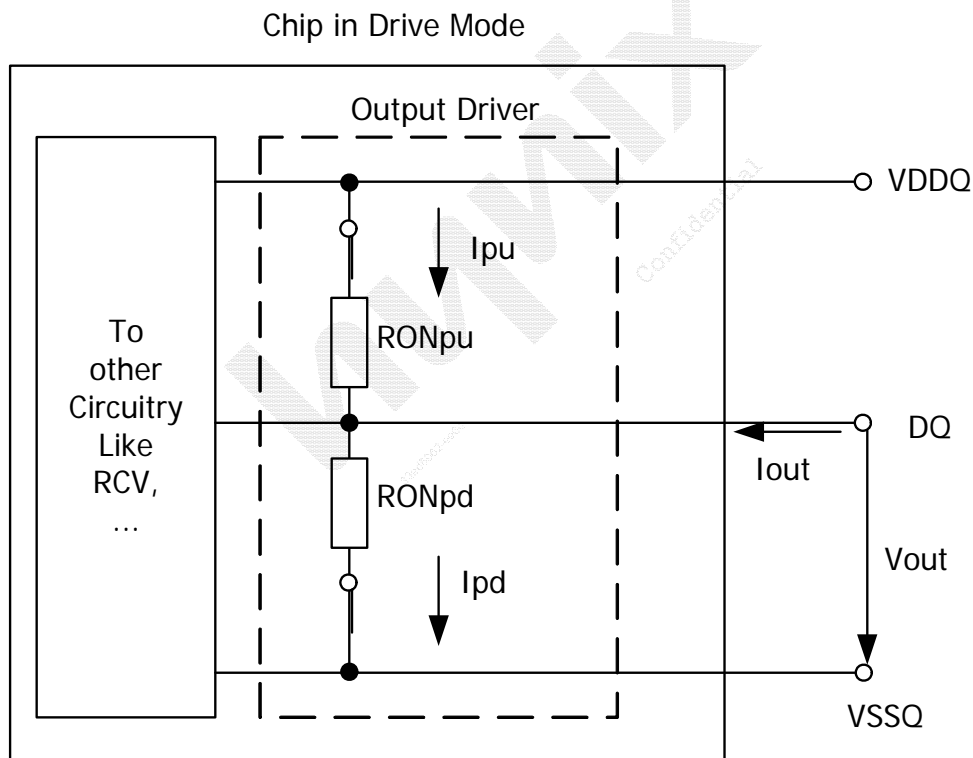 Chip in Drive Mode
Output Driver
VDDQ
Ipu
Confidential
To
other
Circuitry
Like
RCV,
...
RONpu
DQ
Iout
RONpd
Vout
Ipd
VSSQ